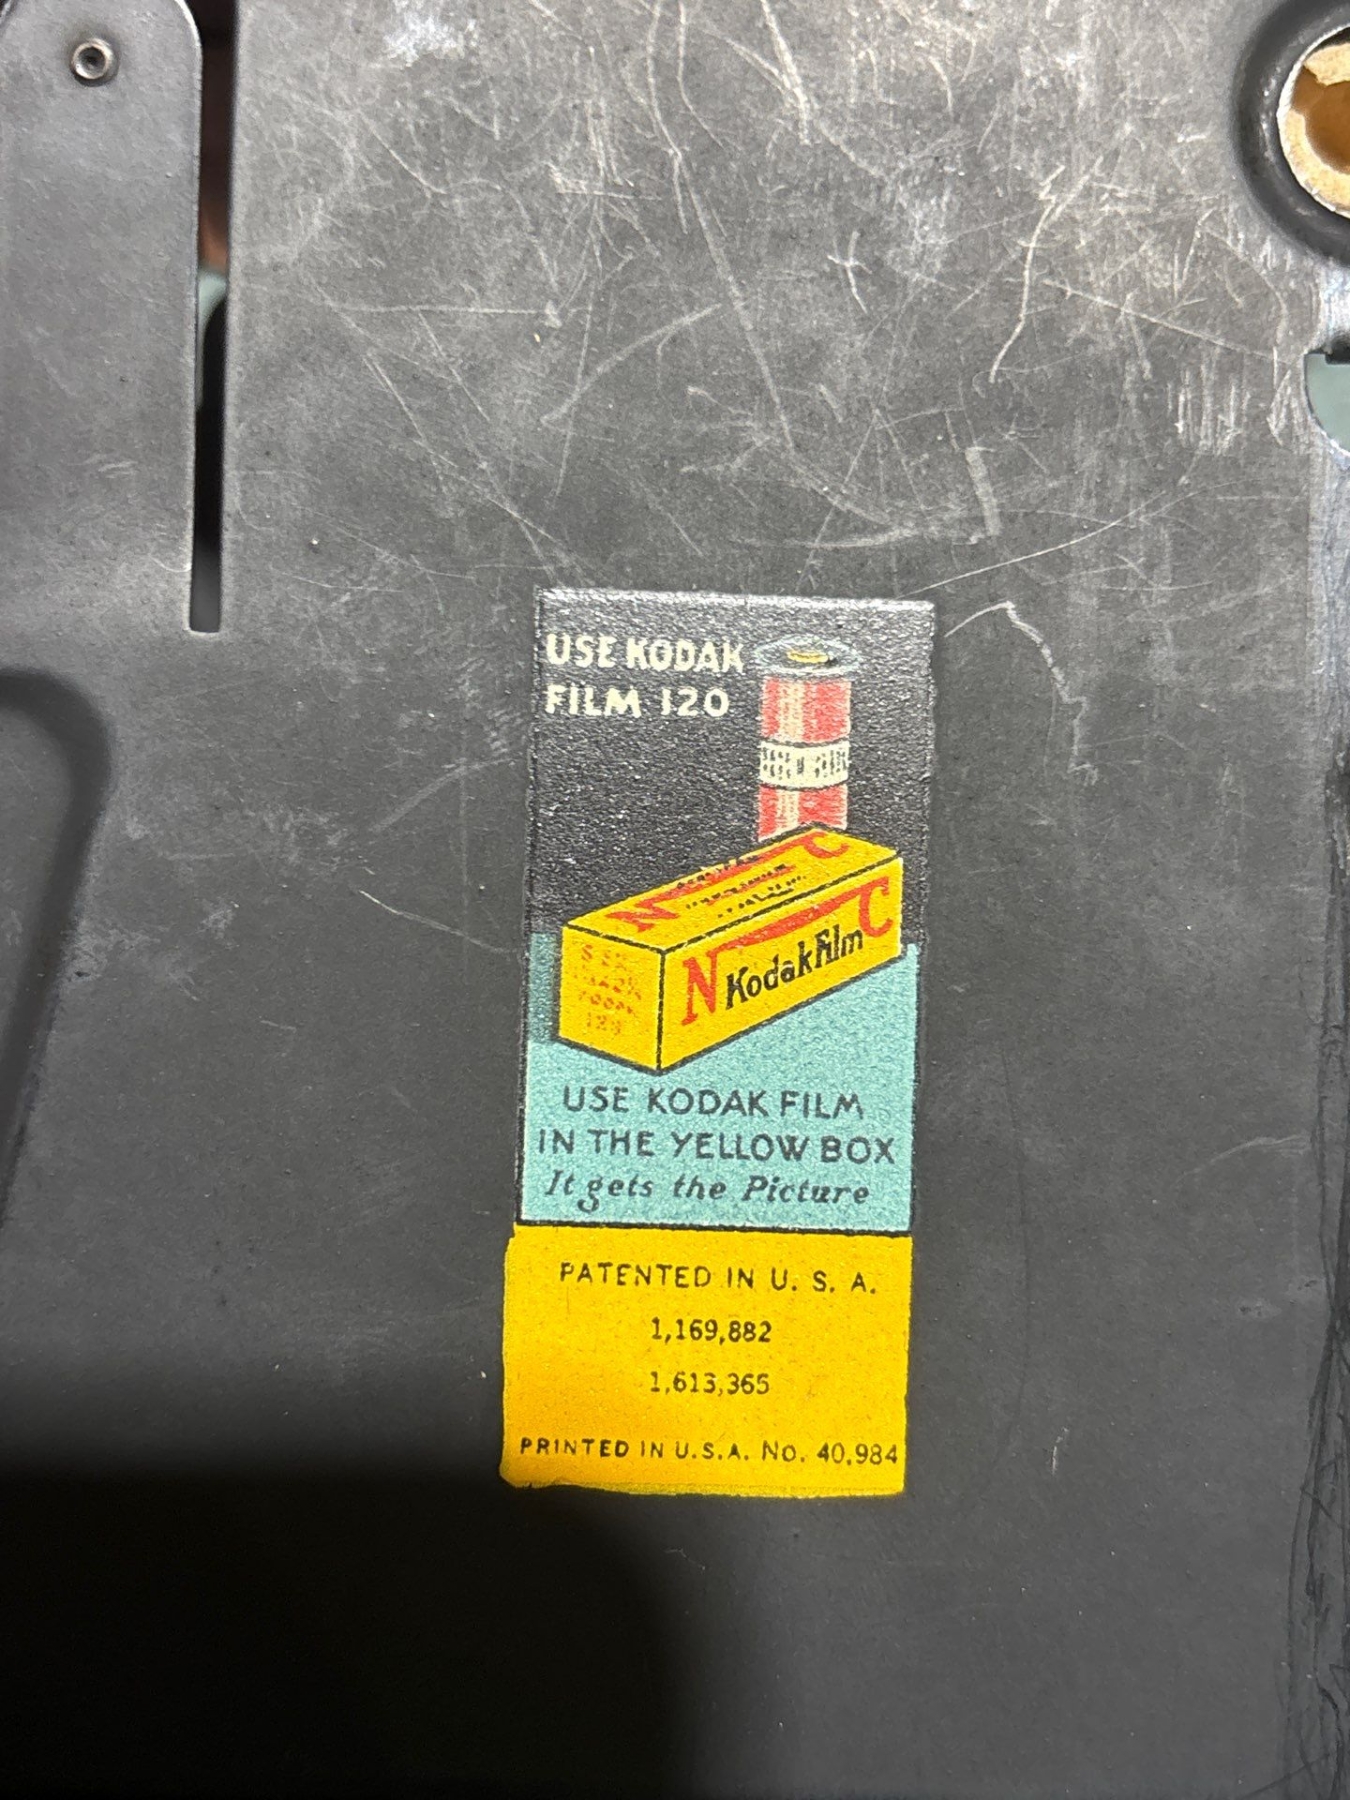 USE KODAK
FILM 120
N C
N Kodak Film C
USE KODAK FILM
IN THE YELLOW BOX
It gets the Picture
PATENTED IN U. S. A.
1,169,882
1,613,365
PRINTED IN U.S.A. No. 40,984